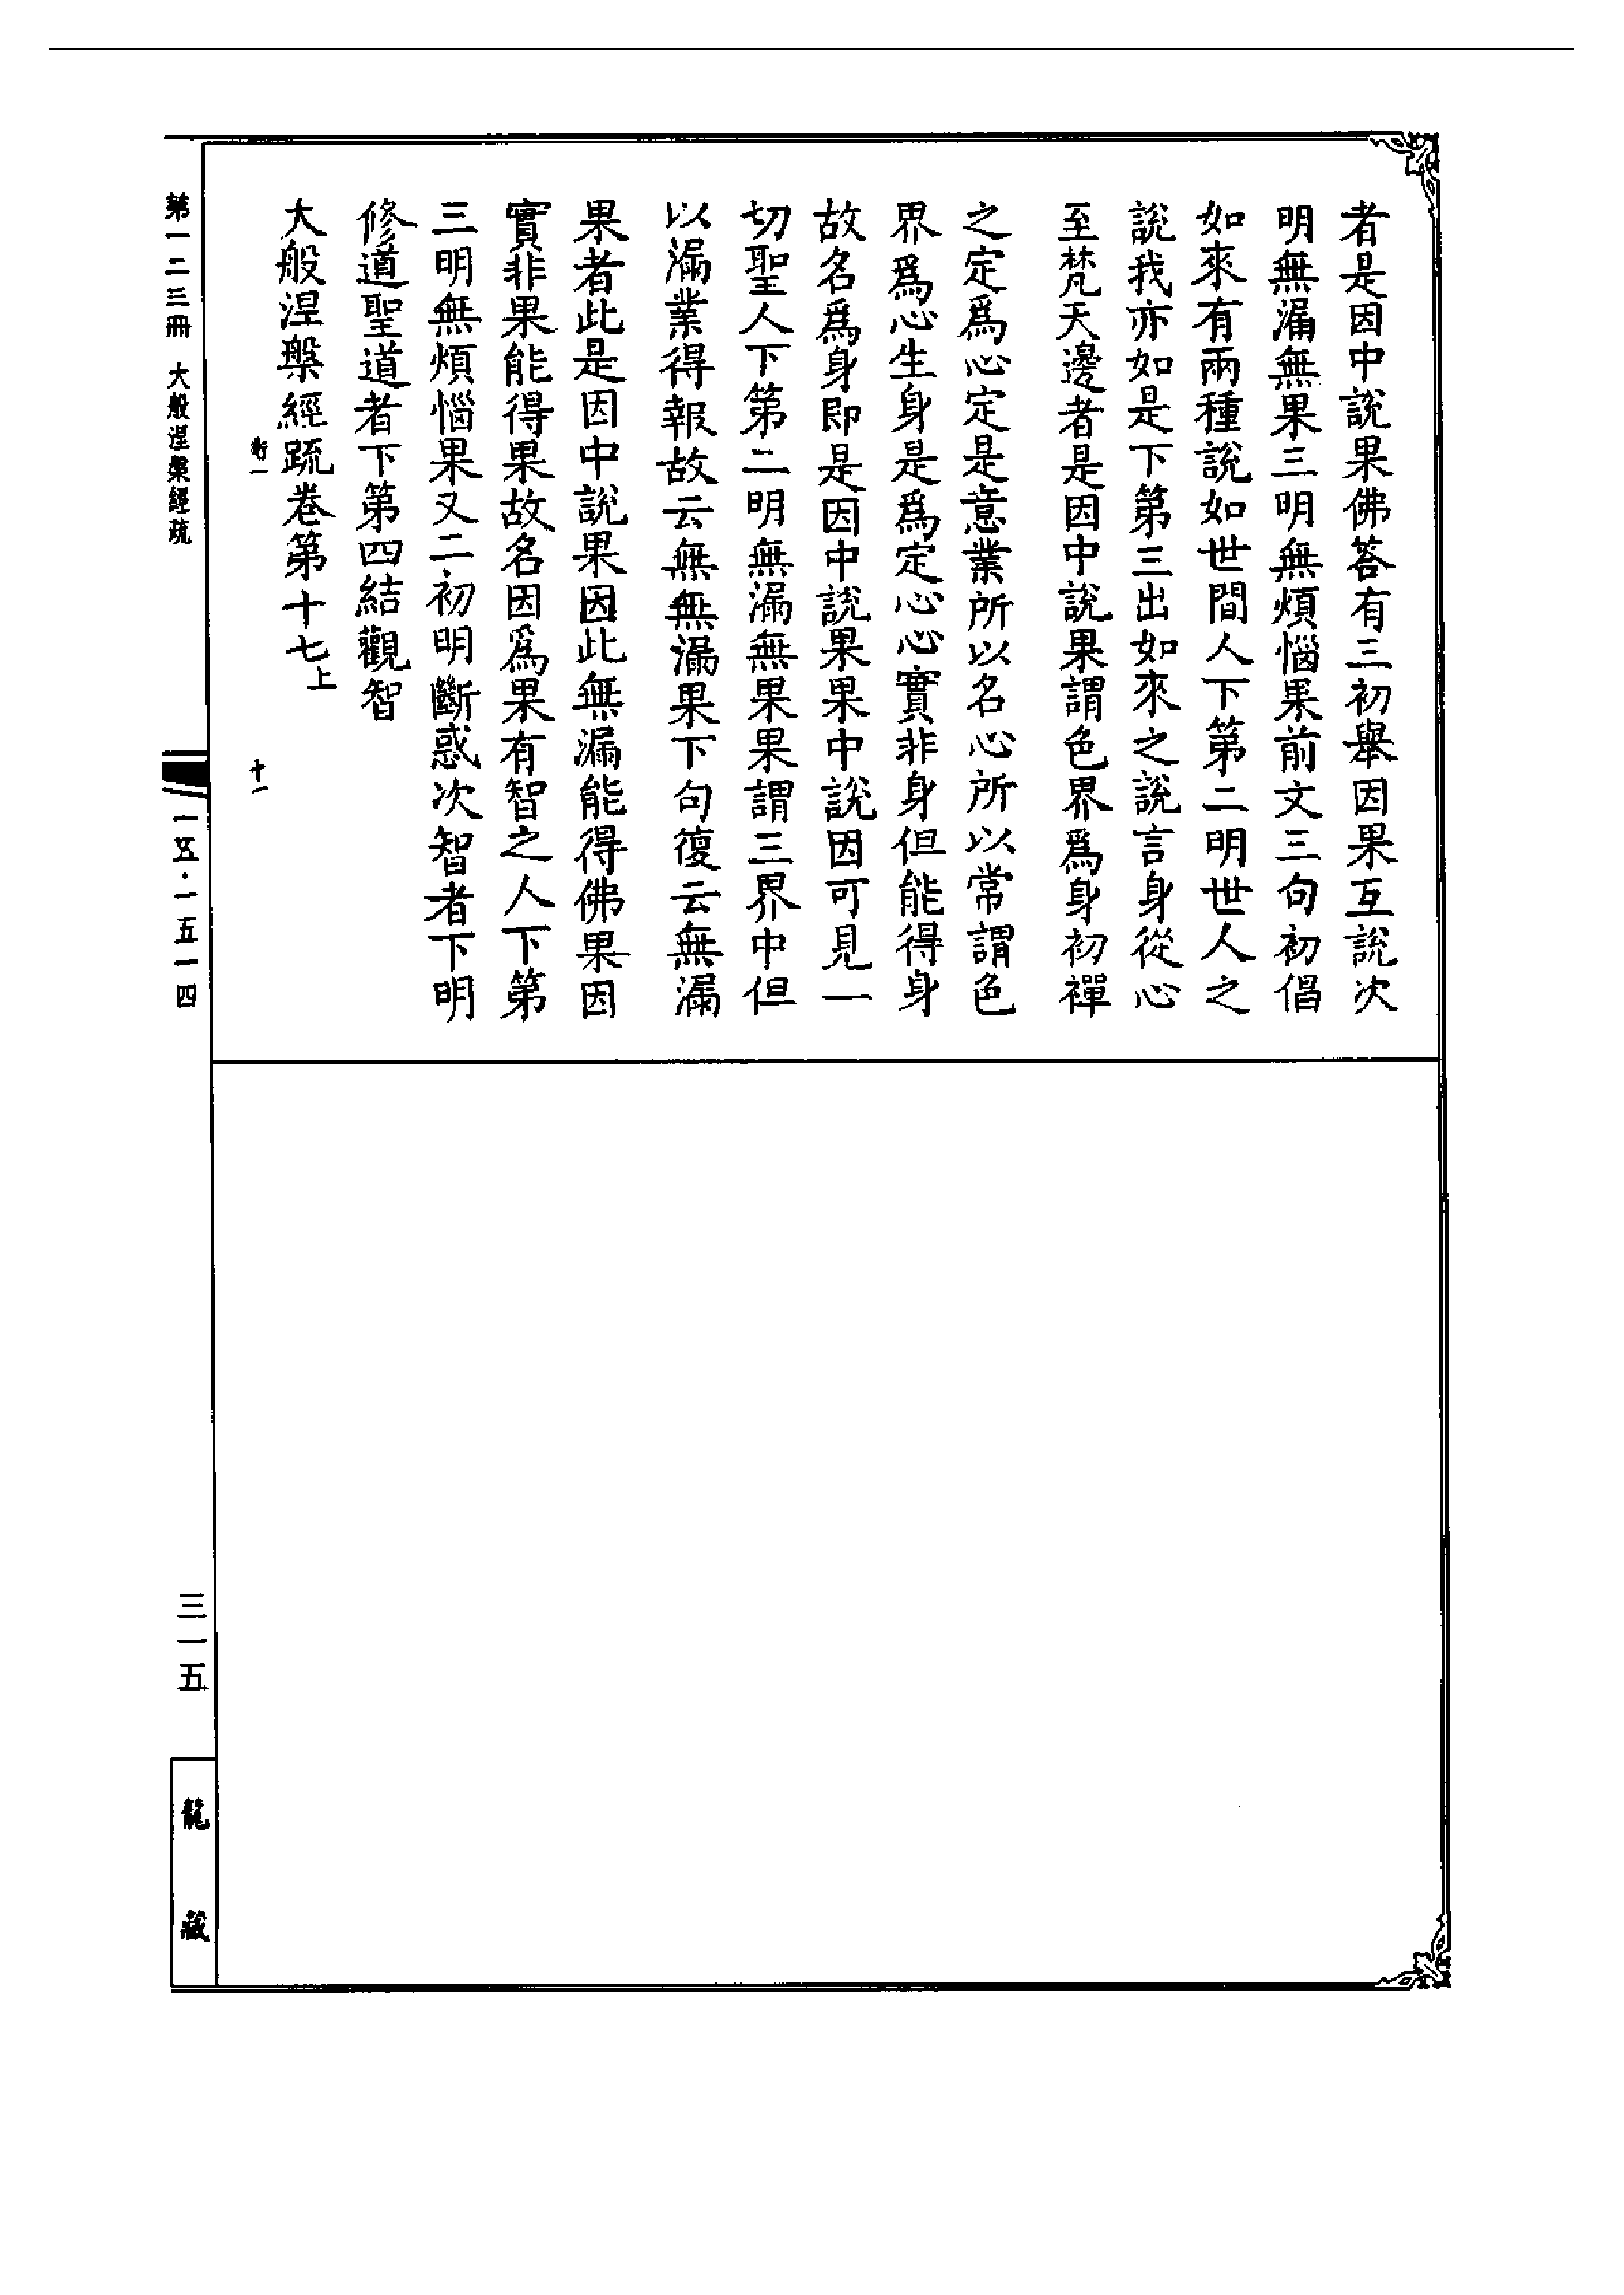 者是因中說果佛答有三初舉因果互說次
明無漏無果三明無煩惱果前文三句初倡
如來有兩種說如世間人下第二明世人之
說我亦如是下第三出如來之說言身從心
至梵天邊者是因中說果謂色界爲身初禪
之定爲心定是意業所以名心所以常謂色
界爲心生身是爲定心心實非身但能得身
故名爲身即是因中說果果中說因可見一
切聖人下第二明無漏無果果謂三界中但
以漏業得報故云無無漏果下句復云無漏
果者此是因中說果因此無漏能得佛果因
實非果能得果故名因爲果有智之人下第
三明無煩惱果又二初明斷惑次智者下明
修道聖道者下第四結觀智
大般涅槃經疏卷第十七上
十一
第一二三冊 大般涅槃經疏
一五·一五一四
三一五
龍藏